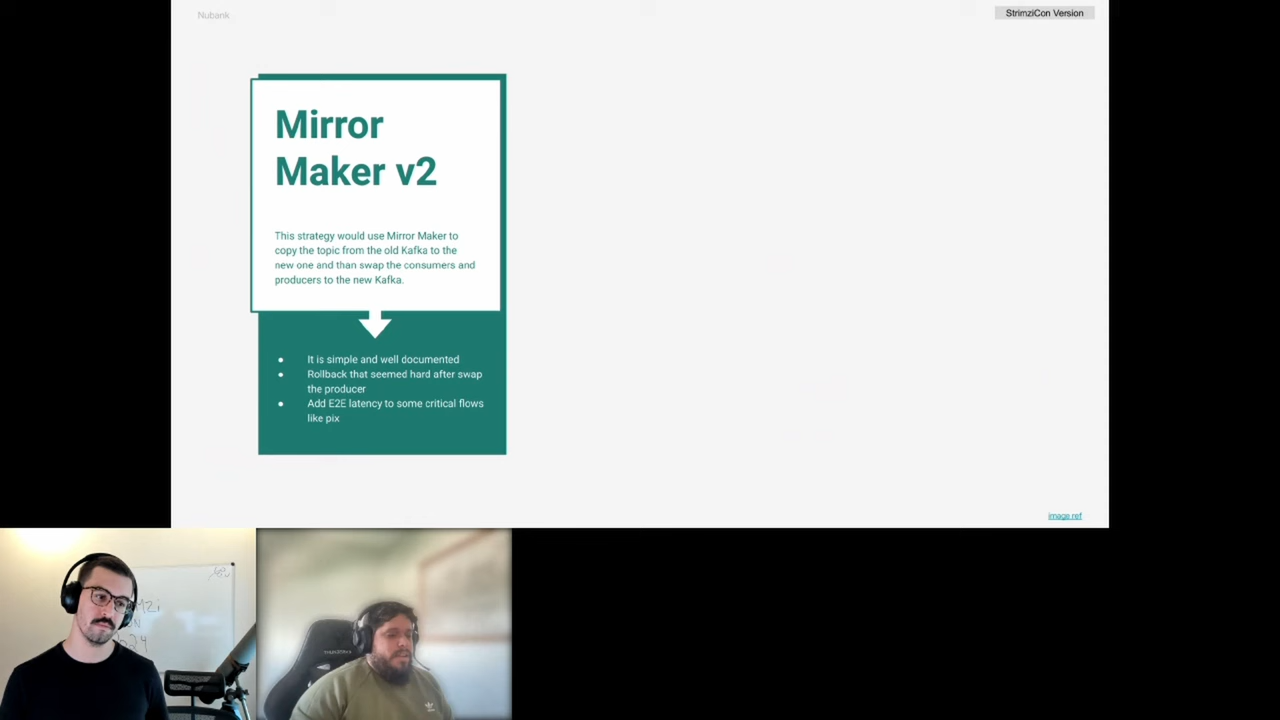 Nubank
StrimziCon Version
Mirror
Maker v2
This strategy would use Mirror Maker to
copy the topic from the old Kafka to the
new one and than swap the consumers and
producers to the new Kafka.
● It is simple and well documented
● Rollback that seemed hard after swap
the producer
● Add E2E latency to some critical flows
like pix
image.ref